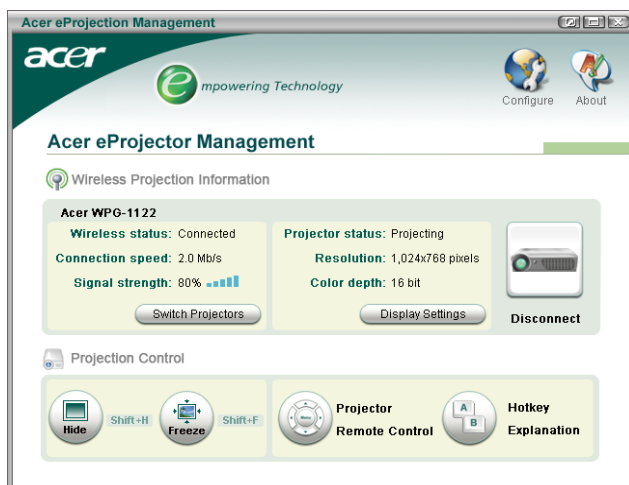 Acer eProjection Management
acer
e mpowering Technology
Configure
About
Acer eProjector Management
Wireless Projection Information
Acer WPG-1122
Wireless status: Connected
Connection speed: 2.0 Mb/s
Signal strength: 80%
Switch Projectors
Projector status: Projecting
Resolution: 1,024x768 pixels
Color depth: 16 bit
Display Settings
Disconnect
Projection Control
Hide
Shift+H
Freeze
Shift+F
Menu
Projector
Remote Control
A
B
Hotkey
Explanation